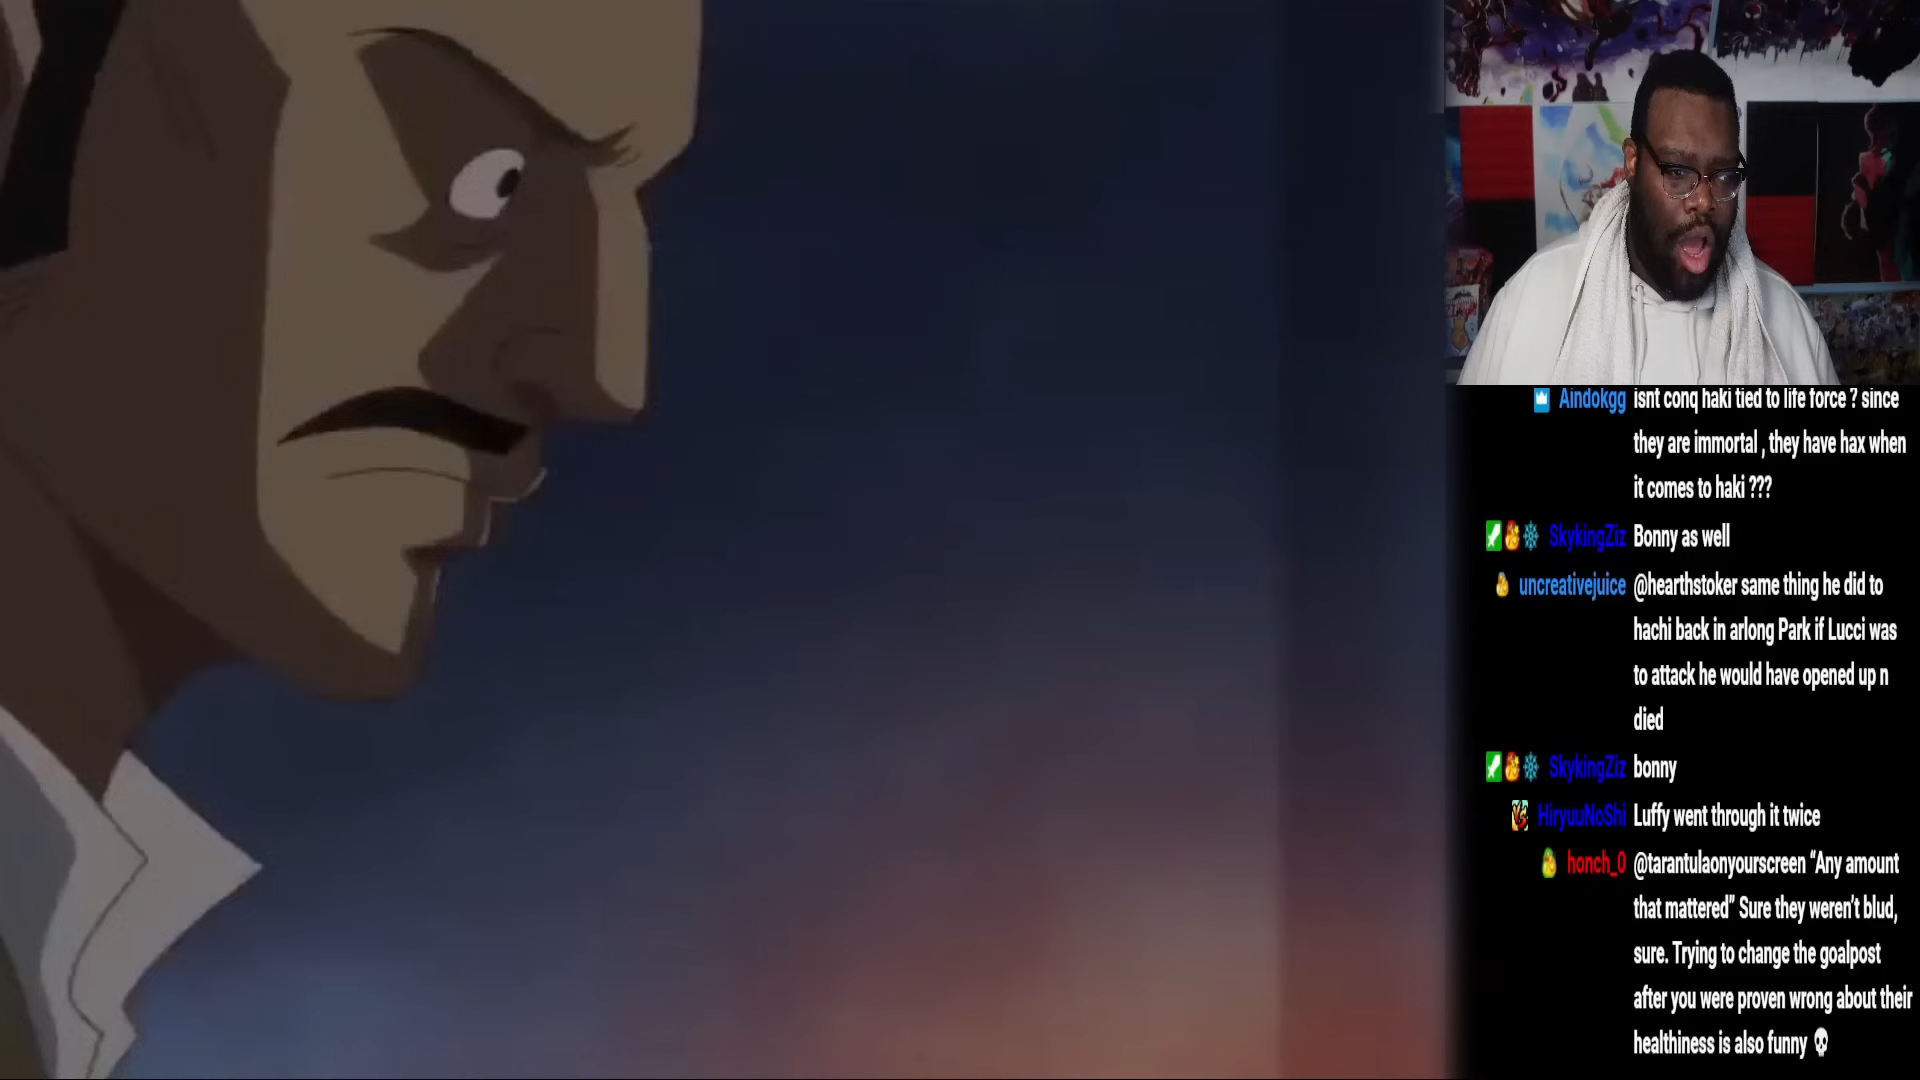 Aindokgg isnt conq haki tied to life force ? since
they are immortal , they have hax when
it comes to haki ???
SkykingZiz Bonny as well
uncreativejuice @hearthstoker same thing he did to
hachi back in arlong Park if Lucci was
to attack he would have opened up n
died
SkykingZiz bonny
HiryuuNoShi Luffy went through it twice
honch_0 @tarantulaonyourscreen “Any amount
that mattered” Sure they weren’t blud,
sure. Trying to change the goalpost
after you were proven wrong about their
healthiness is also funny 💀